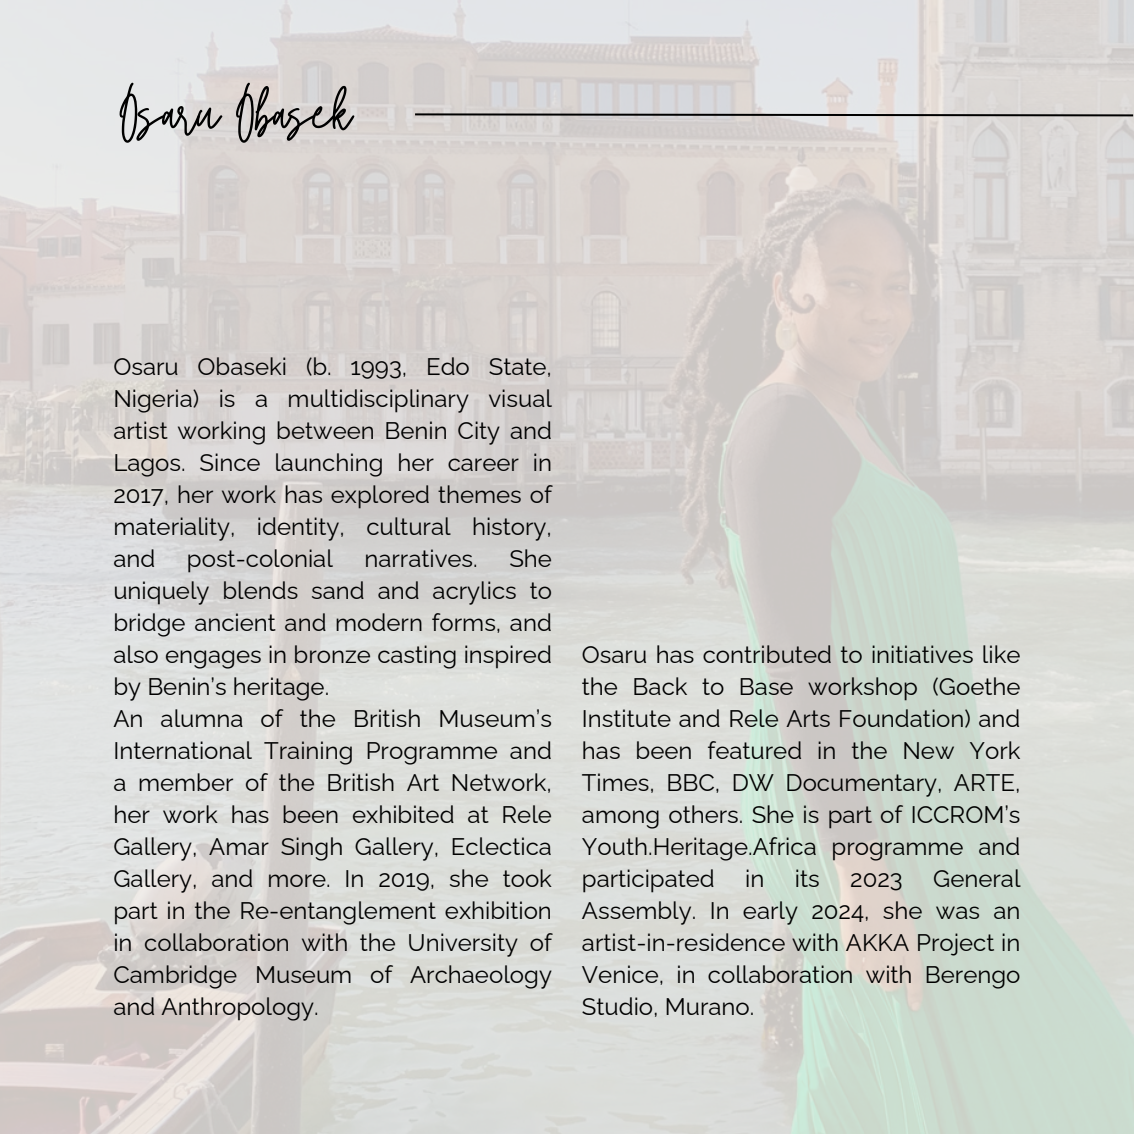 Osaru Obasek
Osaru Obaseki (b. 1993, Edo State,
Nigeria) is a multidisciplinary visual
artist working between Benin City and
Lagos. Since launching her career in
2017, her work has explored themes of
materiality, identity, cultural history,
and post-colonial narratives. She
uniquely blends sand and acrylics to
bridge ancient and modern forms, and
also engages in bronze casting inspired
by Benin’s heritage.
An alumna of the British Museum’s
International Training Programme and
a member of the British Art Network,
her work has been exhibited at Rele
Gallery, Amar Singh Gallery, Eclectica
Gallery, and more. In 2019, she took
part in the Re-entanglement exhibition
in collaboration with the University of
Cambridge Museum of Archaeology
and Anthropology.
Osaru has contributed to initiatives like
the Back to Base workshop (Goethe
Institute and Rele Arts Foundation) and
has been featured in the New York
Times, BBC, DW Documentary, ARTE,
among others. She is part of ICCROM’s
Youth.Heritage.Africa programme and
participated in its 2023 General
Assembly. In early 2024, she was an
artist-in-residence with AKKA Project in
Venice, in collaboration with Berengo
Studio, Murano.